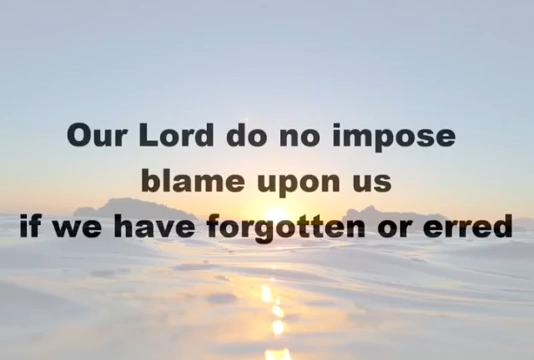 Our Lord do no impose
blame upon us
if we have forgotten or erred